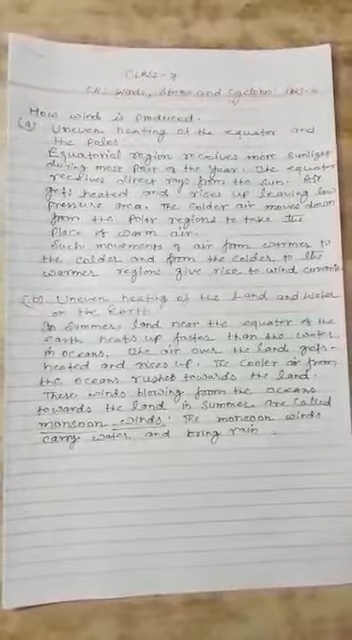 CLASS-7
CH: Winds, Storms and Cyclone
How wind is produced.
(a) Uneven heating of the equator and
the poles:
Equatorial region receives more sunlight
during most part of the year. The equator
receives direct rays from the sun. Air
gets heated and rises up leaving low
pressure area. The colder air moves down
from the Polar regions to take the
place of warm air.
Such movements of air from warmer to
the colder and from the colder to the
warmer regions give rise to wind currents
(b) Uneven heating of the Land and Water
on the Earth
In Summer, land near the equator of the
earth heats up faster than the water
in oceans. The air over the land gets
heated and rises up. The cooler air from
the oceans rushes towards the land.
These winds blowing from the oceans
towards the land in Summer are called
monsoon winds. The monsoon winds
carry water, and bring rain.